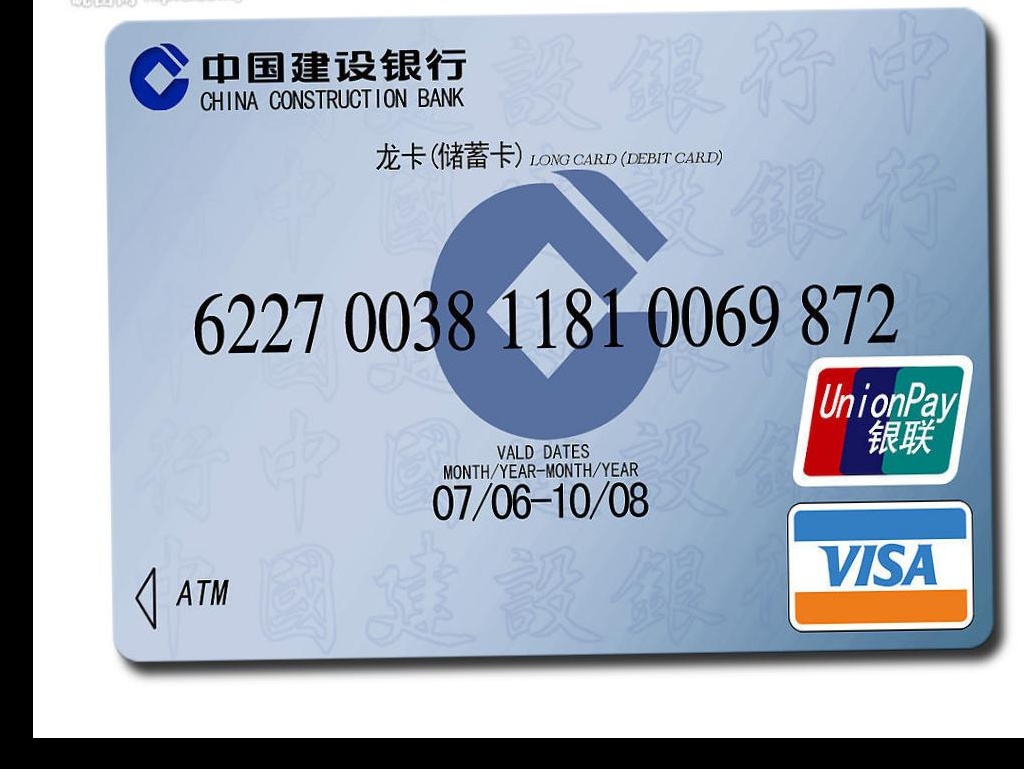 中国建设银行
CHINA CONSTRUCTION BANK
龙卡(储蓄卡) LONG CARD (DEBIT CARD)
6227 0038 1181 0069 872
UnionPay
银联
VALD DATES
MONTH/YEAR-MONTH/YEAR
07/06-10/08
VISA
ATM